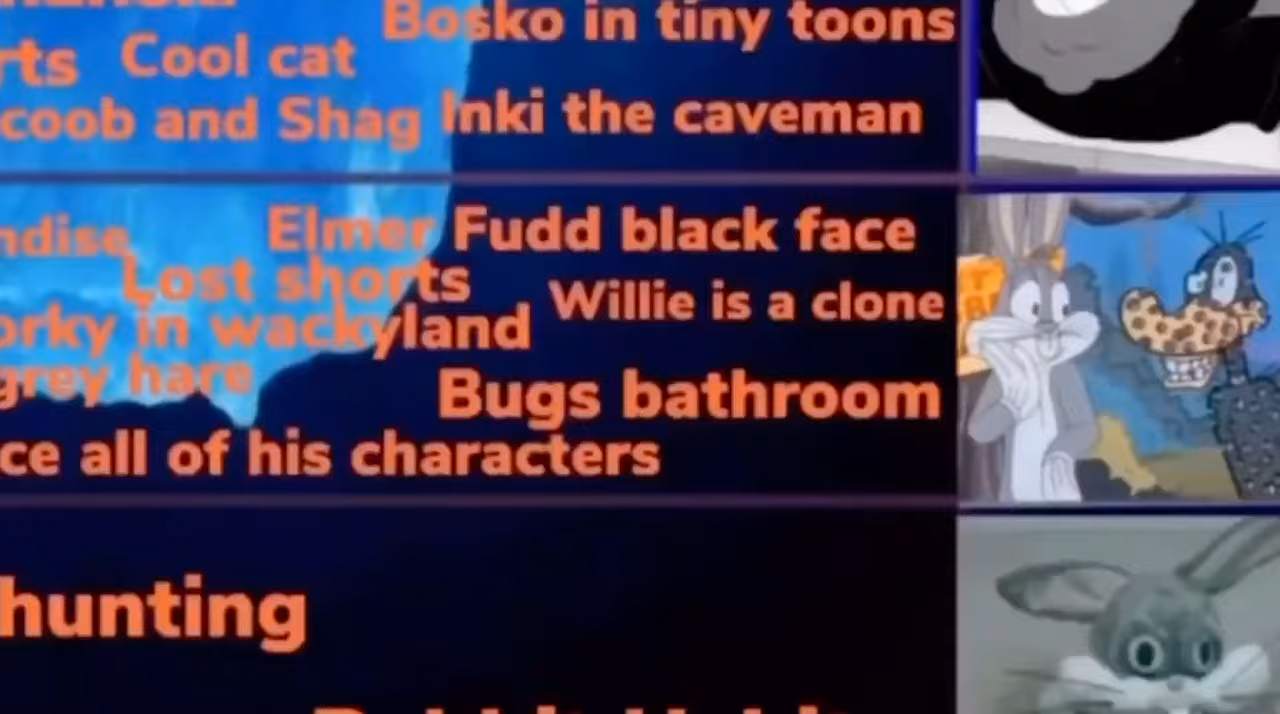 Bosko in tiny toons
rts Cool cat
coob and Shag Inki the caveman
ndise Elmer Fudd black face
Lost shorts
Willie is a clone
orky in wackyland
grey hare
Bugs bathroom
ce all of his characters
hunting